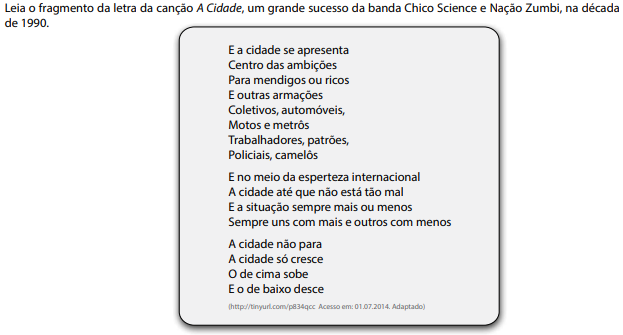 Leia o fragmento da letra da canção A Cidade, um grande sucesso da banda Chico Science e Nação Zumbi, na década
de 1990.
E a cidade se apresenta
Centro das ambições
Para mendigos ou ricos
E outras armações
Coletivos, automóveis,
Motos e metrôs
Trabalhadores, patrões,
Policiais, camelôs
E no meio da esperteza internacional
A cidade até que não está tão mal
E a situação sempre mais ou menos
Sempre uns com mais e outros com menos
A cidade não para
A cidade só cresce
O de cima sobe
E o de baixo desce
(http://tinyurl.com/p834qcc Acesso em: 01.07.2014. Adaptado)